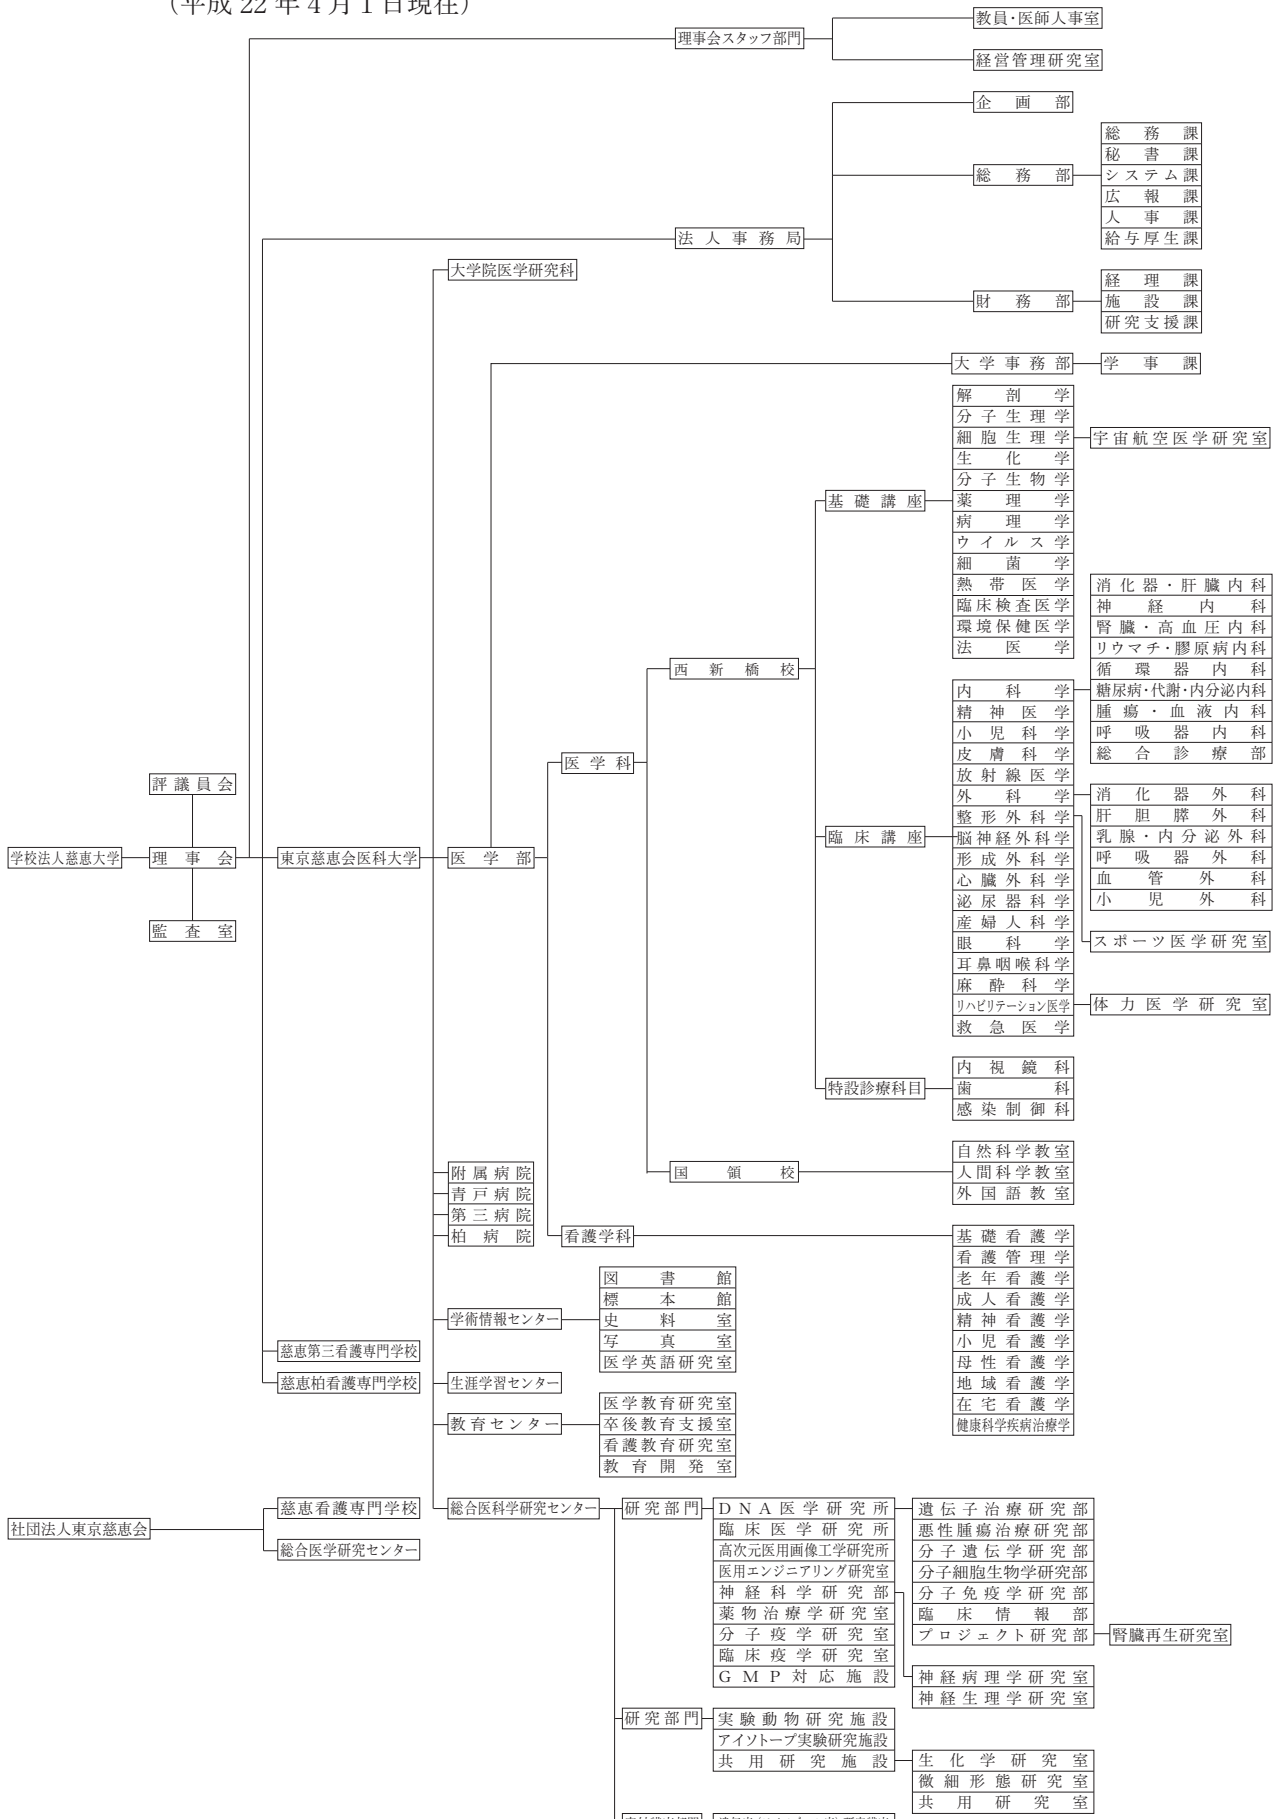 (平成 22 年 4 月 1 日現在)
理事会スタッフ部門
教員・医師人事室
経営管理研究室
法人事務局
企画部
総務部
総務課
秘書課
システム課
広報課
人事課
給与厚生課
財務部
経理課
施設課
研究支援課
大学院医学研究科
大学事務部
学事課
解剖学
分子生理学
細胞生理学
宇宙航空医学研究室
生化学
分子生物学
基礎講座
薬理学
病理学
ウイルス学
細菌学
熱帯医学
臨床検査医学
環境保健医学
法医学
西新橋校
内科学
精神医学
小児科学
皮膚科学
放射線医学
外科学
整形外科学
脳神経外科学
形成外科学
心臓外科学
泌尿器科学
産婦人科学
眼科学
耳鼻咽喉科学
麻酔科学
リハビリテーション医学
救急医学
消化器・肝臓内科
神経内科
腎臓・高血圧内科
リウマチ・膠原病内科
循環器内科
糖尿病・代謝・内分泌内科
腫瘍・血液内科
呼吸器内科
総合診療部
消化器外科
肝胆膵外科
乳腺・内分泌外科
呼吸器外科
血管外科
小児外科
スポーツ医学研究室
体力医学研究室
臨床講座
医学科
評議員会
学校法人慈恵大学
理事会
東京慈恵会医科大学
医学部
監査室
特設診療科目
内視鏡科
歯科
感染制御科
国領校
自然科学教室
人間科学教室
外国語教室
附属病院
青戸病院
第三病院
柏病院
看護学科
基礎看護学
看護管理学
老年看護学
成人看護学
精神看護学
小児看護学
母性看護学
地域看護学
在宅看護学
健康科学疾病治療学
学術情報センター
図書館
標本館
史料室
写真室
医学英語研究室
慈恵第三看護専門学校
慈恵柏看護専門学校
生涯学習センター
教育センター
医学教育研究室
卒後教育支援室
看護教育研究室
教育開発室
社団法人東京慈恵会
慈恵看護専門学校
総合医学研究センター
総合医科学研究センター
研究部門
DNA医学研究所
臨床医学研究所
高次元医用画像工学研究所
医用エンジニアリング研究室
神経科学研究部
薬物治療学研究室
分子疫学研究室
臨床疫学研究室
GMP対応施設
遺伝子治療研究部
悪性腫瘍治療研究部
分子遺伝学研究部
分子細胞生物学研究部
分子免疫学研究部
臨床情報部
プロジェクト研究部
腎臓再生研究室
神経病理学研究室
神経生理学研究室
研究部門
実験動物研究施設
アイソトープ実験研究施設
共用研究施設
生化学研究室
微細形態研究室
共用研究室